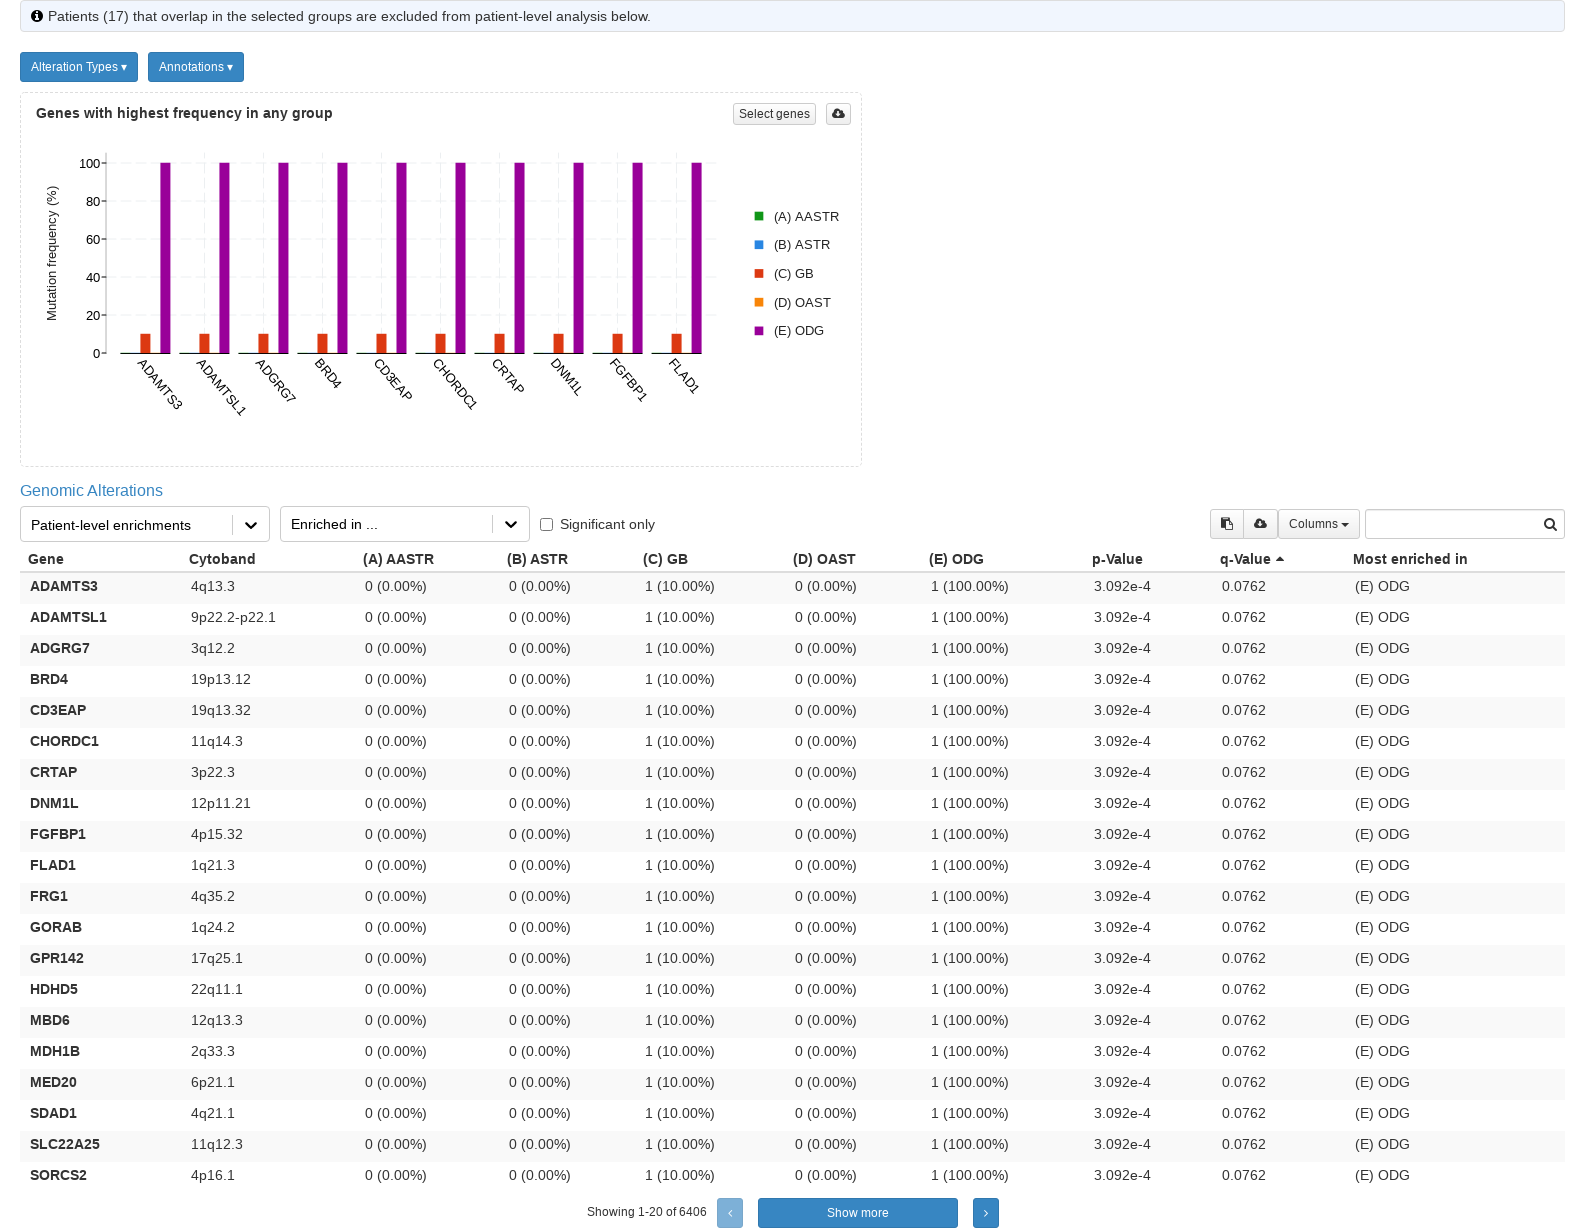 Patients (17) that overlap in the selected groups are excluded from patient-level analysis below.
Alteration Types ▾ Annotations ▾
Genes with highest frequency in any group
Select genes
Mutation frequency (%)
100
80
60
40
20
0
ADAMTS3 ADAMTSL1 ADGRG7 BRD4 CD3EAP CHORDC1 CRTAP DNM1L FGFBP1 FLAD1
(A) AASTR
(B) ASTR
(C) GB
(D) OAST
(E) ODG
Genomic Alterations
Patient-level enrichments Enriched in ... Significant only Columns
Gene Cytoband (A) AASTR (B) ASTR (C) GB (D) OAST (E) ODG p-Value q-Value Most enriched in
ADAMTS3 4q13.3 0 (0.00%) 0 (0.00%) 1 (10.00%) 0 (0.00%) 1 (100.00%) 3.092e-4 0.0762 (E) ODG
ADAMTSL1 9p22.2-p22.1 0 (0.00%) 0 (0.00%) 1 (10.00%) 0 (0.00%) 1 (100.00%) 3.092e-4 0.0762 (E) ODG
ADGRG7 3q12.2 0 (0.00%) 0 (0.00%) 1 (10.00%) 0 (0.00%) 1 (100.00%) 3.092e-4 0.0762 (E) ODG
BRD4 19p13.12 0 (0.00%) 0 (0.00%) 1 (10.00%) 0 (0.00%) 1 (100.00%) 3.092e-4 0.0762 (E) ODG
CD3EAP 19q13.32 0 (0.00%) 0 (0.00%) 1 (10.00%) 0 (0.00%) 1 (100.00%) 3.092e-4 0.0762 (E) ODG
CHORDC1 11q14.3 0 (0.00%) 0 (0.00%) 1 (10.00%) 0 (0.00%) 1 (100.00%) 3.092e-4 0.0762 (E) ODG
CRTAP 3p22.3 0 (0.00%) 0 (0.00%) 1 (10.00%) 0 (0.00%) 1 (100.00%) 3.092e-4 0.0762 (E) ODG
DNM1L 12p11.21 0 (0.00%) 0 (0.00%) 1 (10.00%) 0 (0.00%) 1 (100.00%) 3.092e-4 0.0762 (E) ODG
FGFBP1 4p15.32 0 (0.00%) 0 (0.00%) 1 (10.00%) 0 (0.00%) 1 (100.00%) 3.092e-4 0.0762 (E) ODG
FLAD1 1q21.3 0 (0.00%) 0 (0.00%) 1 (10.00%) 0 (0.00%) 1 (100.00%) 3.092e-4 0.0762 (E) ODG
FRG1 4q35.2 0 (0.00%) 0 (0.00%) 1 (10.00%) 0 (0.00%) 1 (100.00%) 3.092e-4 0.0762 (E) ODG
GORAB 1q24.2 0 (0.00%) 0 (0.00%) 1 (10.00%) 0 (0.00%) 1 (100.00%) 3.092e-4 0.0762 (E) ODG
GPR142 17q25.1 0 (0.00%) 0 (0.00%) 1 (10.00%) 0 (0.00%) 1 (100.00%) 3.092e-4 0.0762 (E) ODG
HDHD5 22q11.1 0 (0.00%) 0 (0.00%) 1 (10.00%) 0 (0.00%) 1 (100.00%) 3.092e-4 0.0762 (E) ODG
MBD6 12q13.3 0 (0.00%) 0 (0.00%) 1 (10.00%) 0 (0.00%) 1 (100.00%) 3.092e-4 0.0762 (E) ODG
MDH1B 2q33.3 0 (0.00%) 0 (0.00%) 1 (10.00%) 0 (0.00%) 1 (100.00%) 3.092e-4 0.0762 (E) ODG
MED20 6p21.1 0 (0.00%) 0 (0.00%) 1 (10.00%) 0 (0.00%) 1 (100.00%) 3.092e-4 0.0762 (E) ODG
SDAD1 4q21.1 0 (0.00%) 0 (0.00%) 1 (10.00%) 0 (0.00%) 1 (100.00%) 3.092e-4 0.0762 (E) ODG
SLC22A25 11q12.3 0 (0.00%) 0 (0.00%) 1 (10.00%) 0 (0.00%) 1 (100.00%) 3.092e-4 0.0762 (E) ODG
SORCS2 4p16.1 0 (0.00%) 0 (0.00%) 1 (10.00%) 0 (0.00%) 1 (100.00%) 3.092e-4 0.0762 (E) ODG
Showing 1-20 of 6406 ‹ Show more ›